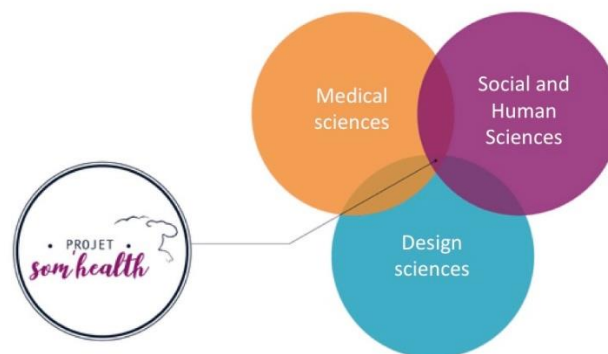 Medical
sciences
Social and
Human
Sciences
• PROJET •
som'health
Design
sciences